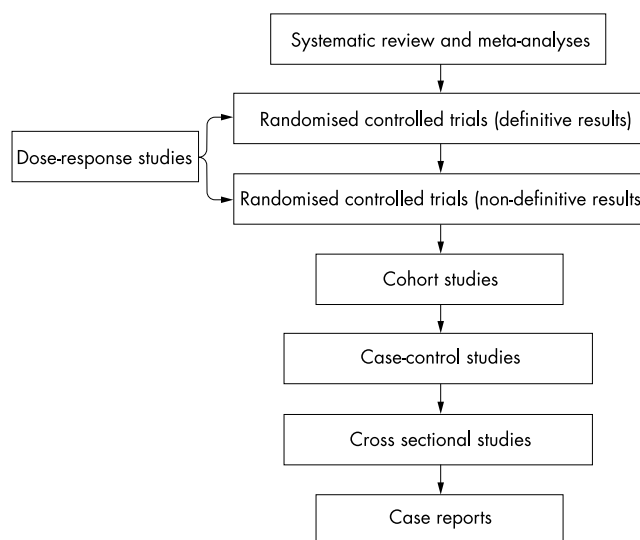 Systematic review and meta-analyses
Randomised controlled trials (definitive results)
Dose-response studies
Randomised controlled trials (non-definitive results
Cohort studies
Case-control studies
Cross sectional studies
Case reports